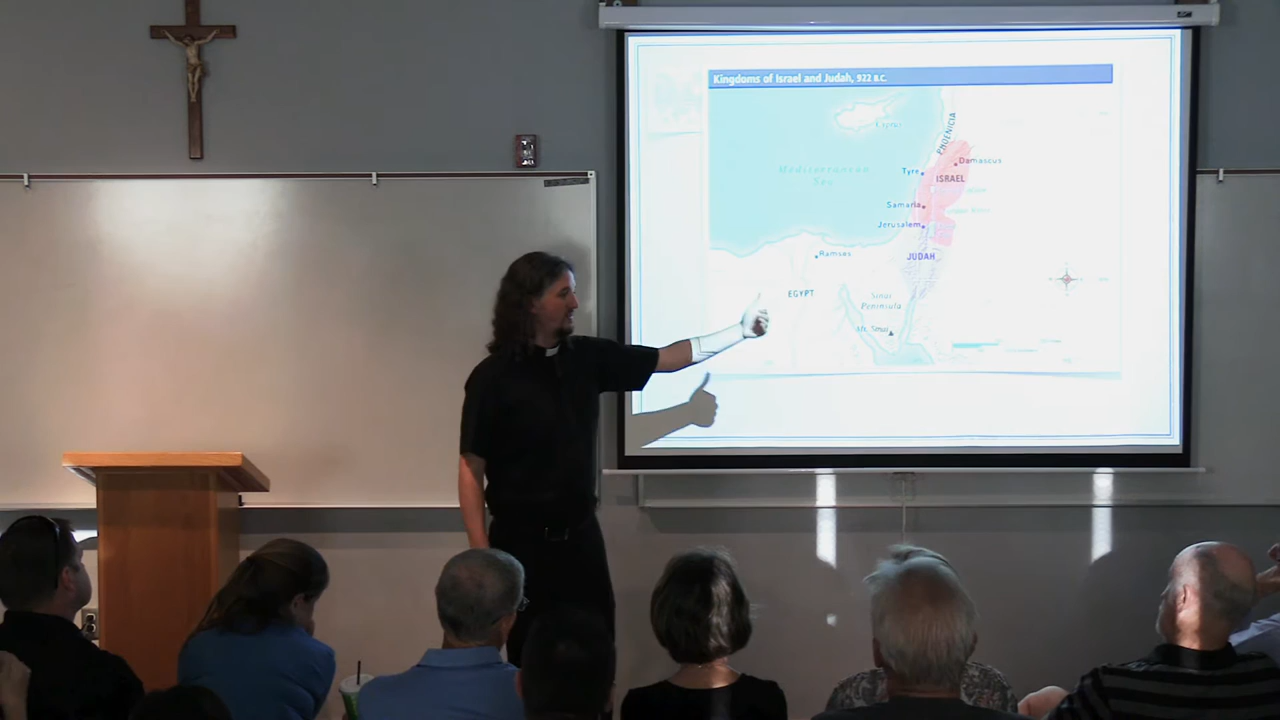 Kingdoms of Israel and Judah, 922 B.C.
Cyprus
PHOENICIA
Damascus
Mediterranean
Sea
Tyre
ISRAEL
Samaria
Jerusalem
Ramses
JUDAH
EGYPT
Sinai
Peninsula
Mt. Sinai